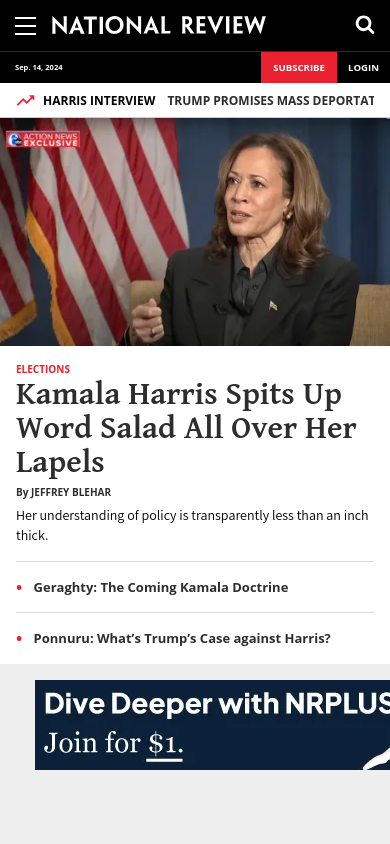 NATIONAL REVIEW
Sep. 14, 2024
SUBSCRIBE
LOGIN
HARRIS INTERVIEW TRUMP PROMISES MASS DEPORTAT
6 ACTION NEWS
EXCLUSIVE
ELECTIONS
Kamala Harris Spits Up
Word Salad All Over Her
Lapels
By JEFFREY BLEHAR
Her understanding of policy is transparently less than an inch
thick.
• Geraghty: The Coming Kamala Doctrine
• Ponnuru: What’s Trump’s Case against Harris?
Dive Deeper with NRPLUS
Join for $1.